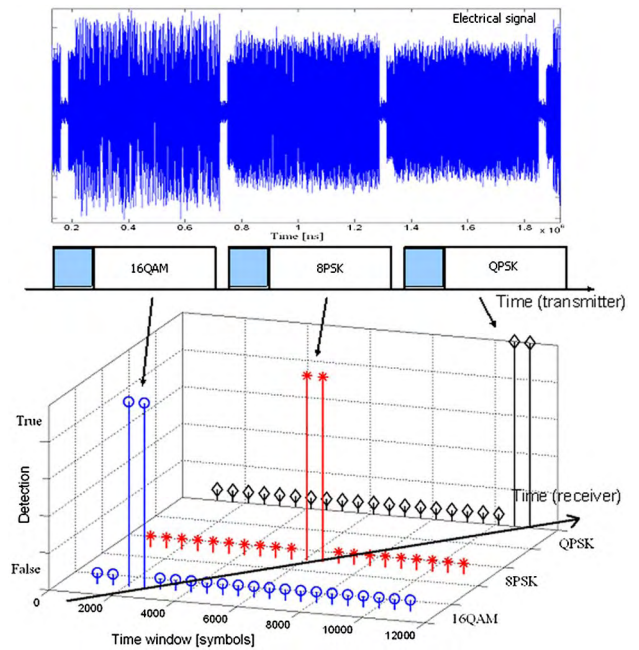 Electrical signal
0.2 0.4 0.6 0.8 1 1.2 1.4 1.6 1.8
Time [ns]
× 10⁶
16QAM 8PSK QPSK
Time (transmitter)
True
Detection
False
Time (receiver)
QPSK
8PSK
16QAM
0 2000 4000 6000 8000 10000 12000
Time window [symbols]